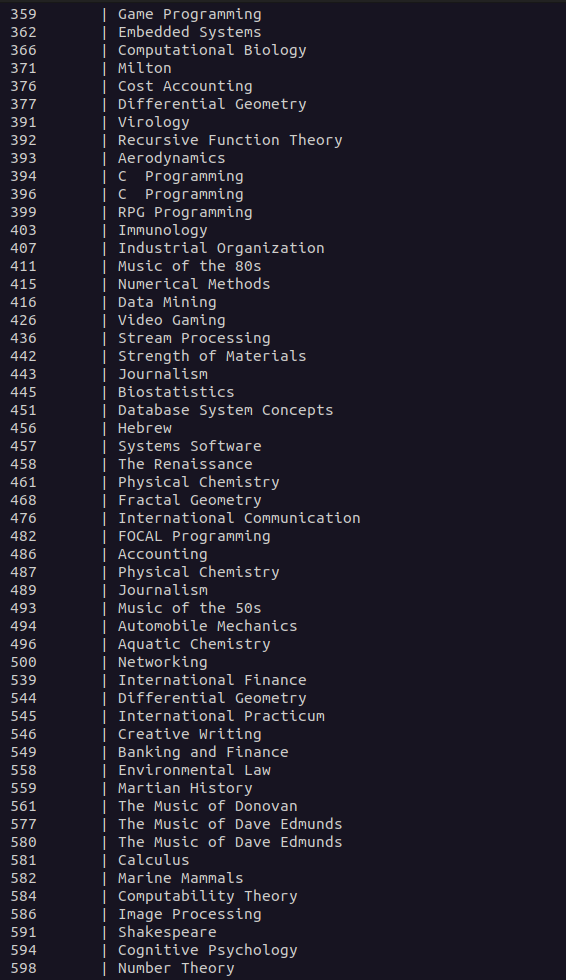 359       | Game Programming
362       | Embedded Systems
366       | Computational Biology
371       | Milton
376       | Cost Accounting
377       | Differential Geometry
391       | Virology
392       | Recursive Function Theory
393       | Aerodynamics
394       | C  Programming
396       | C  Programming
399       | RPG Programming
403       | Immunology
407       | Industrial Organization
411       | Music of the 80s
415       | Numerical Methods
416       | Data Mining
426       | Video Gaming
436       | Stream Processing
442       | Strength of Materials
443       | Journalism
445       | Biostatistics
451       | Database System Concepts
456       | Hebrew
457       | Systems Software
458       | The Renaissance
461       | Physical Chemistry
468       | Fractal Geometry
476       | International Communication
482       | FOCAL Programming
486       | Accounting
487       | Physical Chemistry
489       | Journalism
493       | Music of the 50s
494       | Automobile Mechanics
496       | Aquatic Chemistry
500       | Networking
539       | International Finance
544       | Differential Geometry
545       | International Practicum
546       | Creative Writing
549       | Banking and Finance
558       | Environmental Law
559       | Martian History
561       | The Music of Donovan
577       | The Music of Dave Edmunds
580       | The Music of Dave Edmunds
581       | Calculus
582       | Marine Mammals
584       | Computability Theory
586       | Image Processing
591       | Shakespeare
594       | Cognitive Psychology
598       | Number Theory